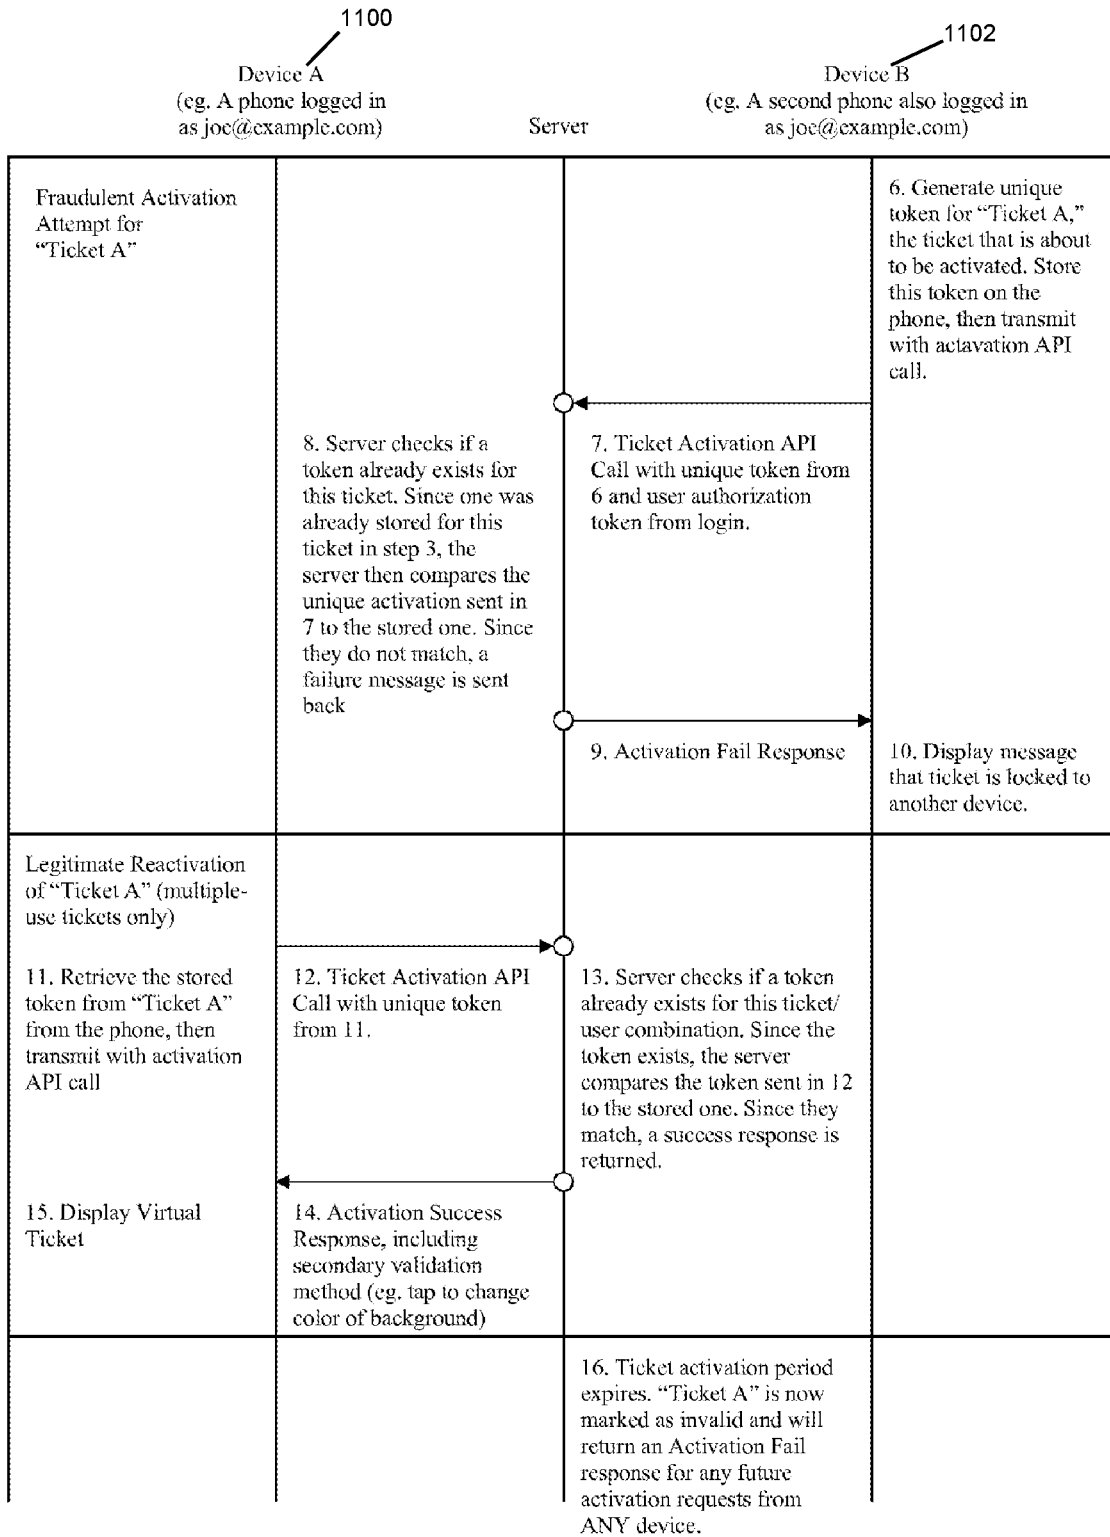 1100
1102
Device A
(eg. A phone logged in
as joe@example.com)
Server
Device B
(eg. A second phone also logged in
as joe@example.com)
Fraudulent Activation
Attempt for
“Ticket A”
6. Generate unique
token for “Ticket A,”
the ticket that is about
to be activated. Store
this token on the
phone, then transmit
with actavation API
call.
8. Server checks if a
token already exists for
this ticket. Since one was
already stored for this
ticket in step 3, the
server then compares the
unique activation sent in
7 to the stored one. Since
they do not match, a
failure message is sent
back
7. Ticket Activation API
Call with unique token from
6 and user authorization
token from login.
9. Activation Fail Response
10. Display message
that ticket is locked to
another device.
Legitimate Reactivation
of “Ticket A” (multiple-
use tickets only)
11. Retrieve the stored
token from “Ticket A”
from the phone, then
transmit with activation
API call
12. Ticket Activation API
Call with unique token
from 11.
13. Server checks if a token
already exists for this ticket/
user combination. Since the
token exists, the server
compares the token sent in 12
to the stored one. Since they
match, a success response is
returned.
15. Display Virtual
Ticket
14. Activation Success
Response, including
secondary validation
method (eg. tap to change
color of background)
16. Ticket activation period
expires. “Ticket A” is now
marked as invalid and will
return an Activation Fail
response for any future
activation requests from
ANY device.